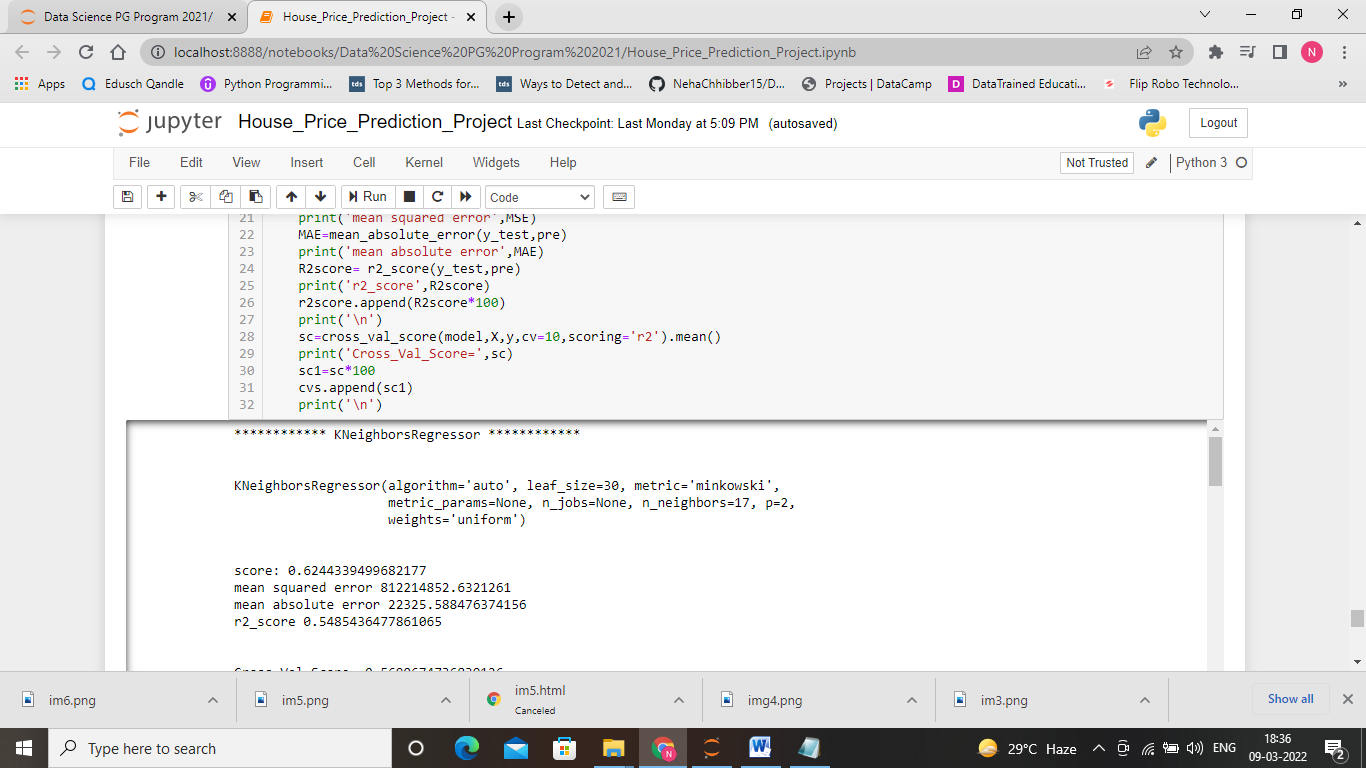 Data Science PG Program 2021/
House_Price_Prediction_Project -
localhost:8888/notebooks/Data%20Science%20PG%20Program%202021/House_Price_Prediction_Project.ipynb
N
Apps
Edusch Qandle
Python Programmi...
tds Top 3 Methods for...
tds Ways to Detect and...
NehaChhibber15/D...
Projects | DataCamp
D DataTrained Educati...
Flip Robo Technolo...
»
jupyter House_Price_Prediction_Project Last Checkpoint: Last Monday at 5:09 PM (autosaved)
Logout
File Edit View Insert Cell Kernel Widgets Help
Not Trusted
Python 3
Run
Code
21 print('mean squared error',MSE)
22 MAE=mean_absolute_error(y_test,pre)
23 print('mean absolute error',MAE)
24 R2score= r2_score(y_test,pre)
25 print('r2_score',R2score)
26 r2score.append(R2score*100)
27 print('\n')
28 sc=cross_val_score(model,X,y,cv=10,scoring='r2').mean()
29 print('Cross_Val_Score=',sc)
30 sc1=sc*100
31 cvs.append(sc1)
32 print('\n')
************ KNeighborsRegressor ************
KNeighborsRegressor(algorithm='auto', leaf_size=30, metric='minkowski',
metric_params=None, n_jobs=None, n_neighbors=17, p=2,
weights='uniform')
score: 0.6244339499682177
mean squared error 812214852.6321261
mean absolute error 22325.588476374156
r2_score 0.5485436477861065
im6.png
im5.png
im5.html
Canceled
img4.png
im3.png
Show all
Type here to search
N
W
29°C Haze
ENG
18:36
09-03-2022
2